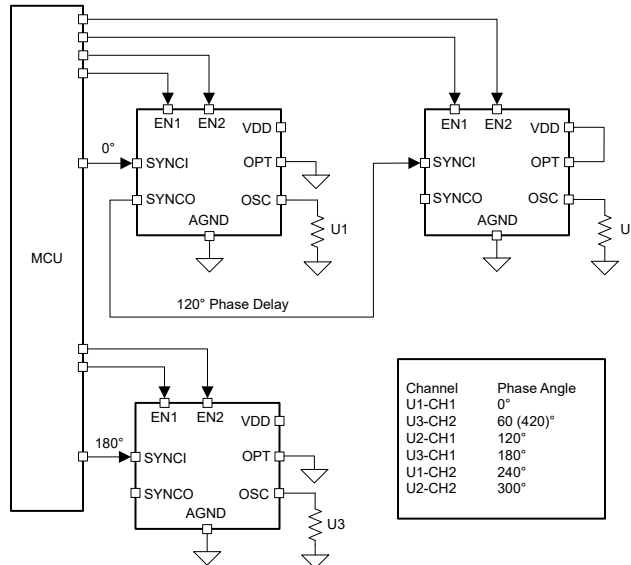 EN1 EN2
VDD
0°
SYNCI
OPT
SYNCO
OSC
AGND
U1
EN1 EN2
VDD
SYNCI
OPT
SYNCO
OSC
AGND
U
MCU
120° Phase Delay
EN1 EN2
VDD
180°
SYNCI
OPT
SYNCO
OSC
AGND
U3
Channel Phase Angle
U1-CH1 0°
U3-CH2 60 (420)°
U2-CH1 120°
U3-CH1 180°
U1-CH2 240°
U2-CH2 300°